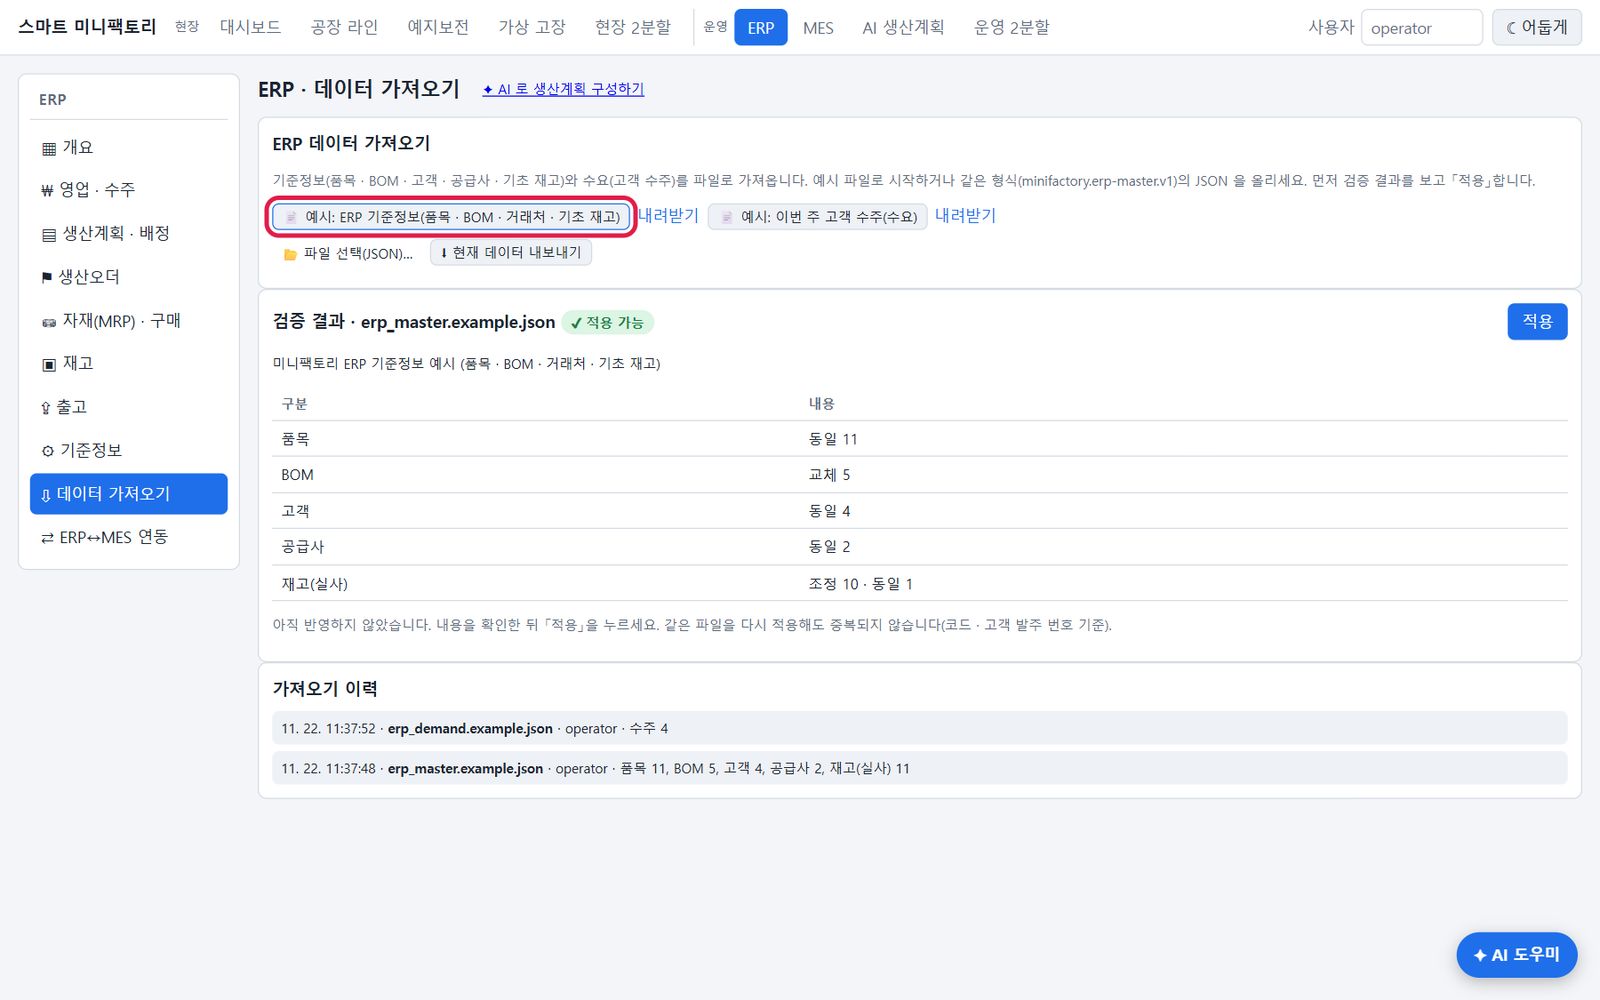 스마트 미니팩토리 현장 대시보드 공장 라인 예지보전 가상 고장 현장 2분할 운영 ERP MES AI 생산계획 운영 2분할 사용자 operator ☾ 어둡게
ERP
▦ 개요
₩ 영업 · 수주
▤ 생산계획 · 배정
⚑ 생산오더
자재(MRP) · 구매
▣ 재고
⇪ 출고
⚙ 기준정보
⇩ 데이터 가져오기
⇄ ERP↔MES 연동
ERP · 데이터 가져오기 ✦ AI 로 생산계획 구성하기
ERP 데이터 가져오기
기준정보(품목 · BOM · 고객 · 공급사 · 기초 재고)와 수요(고객 수주)를 파일로 가져옵니다. 예시 파일로 시작하거나 같은 형식(minifactory.erp-master.v1)의 JSON 을 올리세요. 먼저 검증 결과를 보고 「적용」합니다.
예시: ERP 기준정보(품목 · BOM · 거래처 · 기초 재고) 내려받기 예시: 이번 주 고객 수주(수요) 내려받기
파일 선택(JSON)... ⬇ 현재 데이터 내보내기
검증 결과 · erp_master.example.json ✓ 적용 가능 적용
미니팩토리 ERP 기준정보 예시 (품목 · BOM · 거래처 · 기초 재고)
구분 내용
품목 동일 11
BOM 교체 5
고객 동일 4
공급사 동일 2
재고(실사) 조정 10 · 동일 1
아직 반영하지 않았습니다. 내용을 확인한 뒤 「적용」을 누르세요. 같은 파일을 다시 적용해도 중복되지 않습니다(코드 · 고객 발주 번호 기준).
가져오기 이력
11. 22. 11:37:52 · erp_demand.example.json · operator · 수주 4
11. 22. 11:37:48 · erp_master.example.json · operator · 품목 11, BOM 5, 고객 4, 공급사 2, 재고(실사) 11
✦ AI 도우미